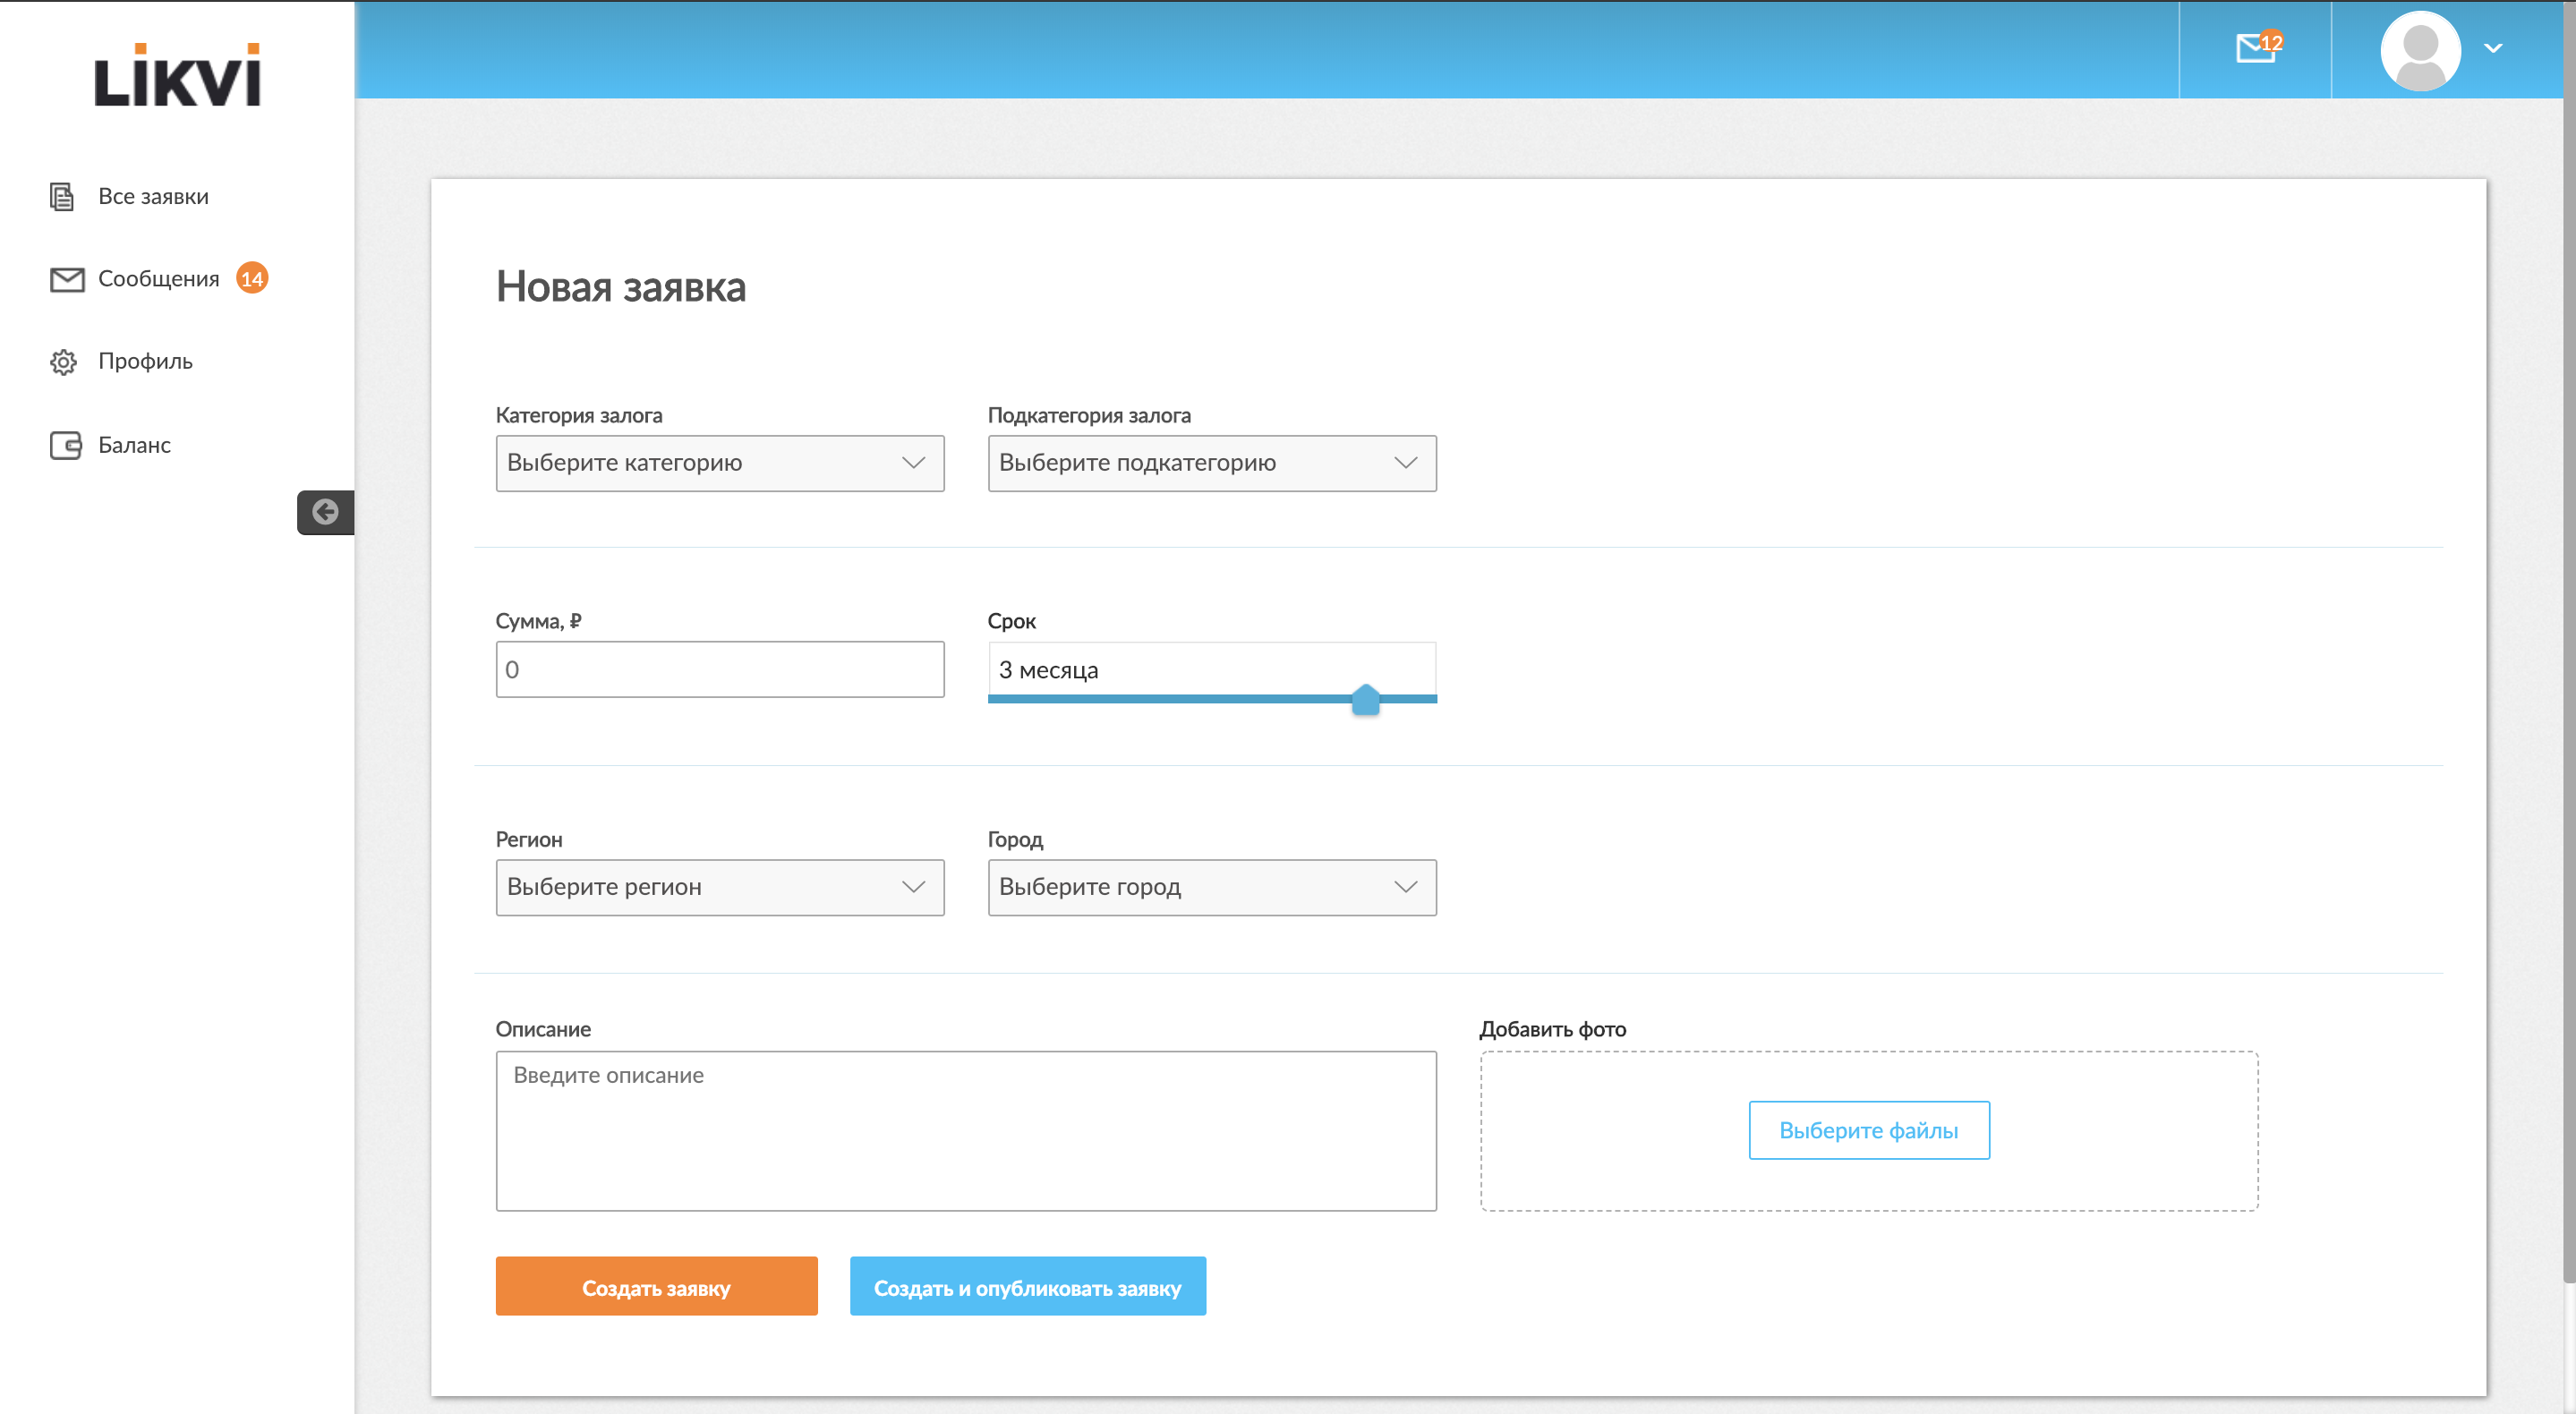 LiKVi
12
Все заявки
Сообщения 14
Профиль
Баланс
Новая заявка
Категория залога Подкатегория залога
Выберите категорию Выберите подкатегорию
Сумма, ₽ Срок
0 3 месяца
Регион Город
Выберите регион Выберите город
Описание Добавить фото
Введите описание
Выберите файлы
Создать заявку Создать и опубликовать заявку